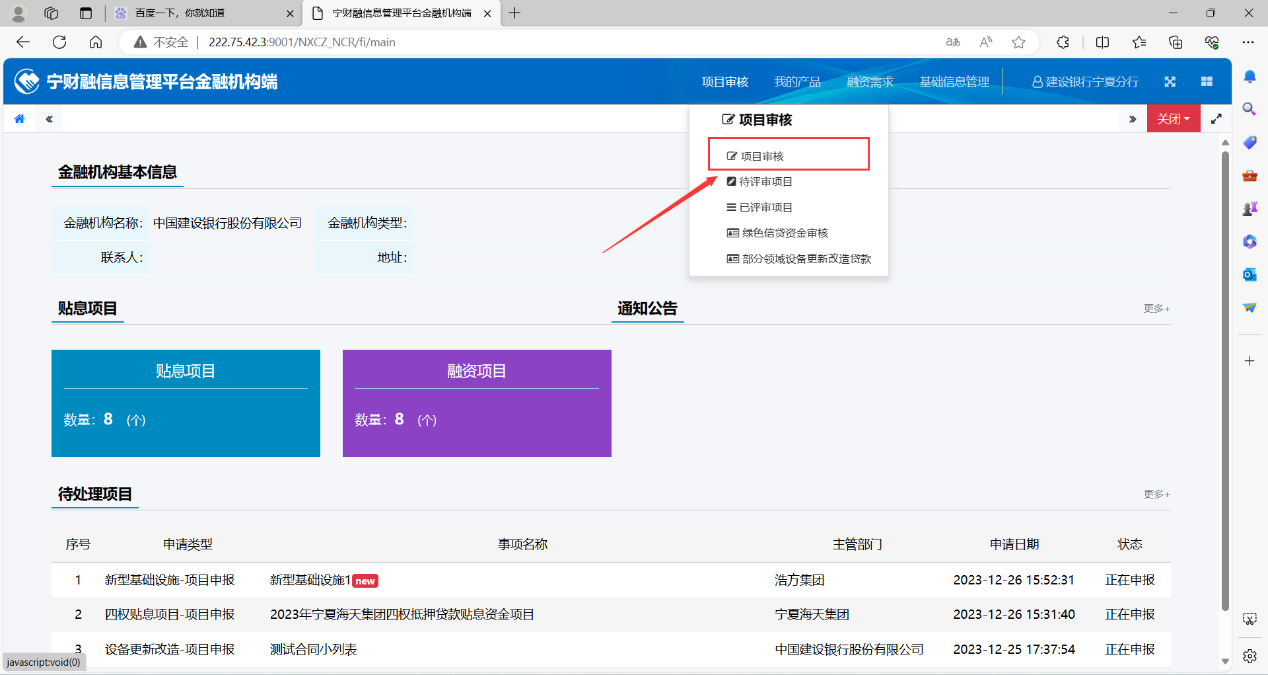 百度一下，你就知道
宁财融信息管理平台金融机构端
不安全
222.75.42.3:9001/NXCZ_NCR/fi/main
宁财融信息管理平台金融机构端
项目审核 我的产品 融资需求 基础信息管理 建设银行宁夏分行
关闭
项目审核
项目审核
待评审项目
已评审项目
绿色信贷资金审核
部分领域设备更新改造贷款
金融机构基本信息
金融机构名称： 中国建设银行股份有限公司 金融机构类型：
联系人： 地址：
贴息项目
通知公告 更多+
贴息项目
数量：8 (个)
融资项目
数量：8 (个)
待处理项目 更多+
序号 申请类型 事项名称 主管部门 申请日期 状态
1 新型基础设施-项目申报 新型基础设施1 new 浩方集团 2023-12-26 15:52:31 正在申报
2 四权贴息项目-项目申报 2023年宁夏海天集团四权抵押贷款贴息资金项目 宁夏海天集团 2023-12-26 15:31:40 正在申报
3 设备更新改造-项目申报 测试合同小列表 中国建设银行股份有限公司 2023-12-25 17:37:54 正在申报
javascript:void(0)